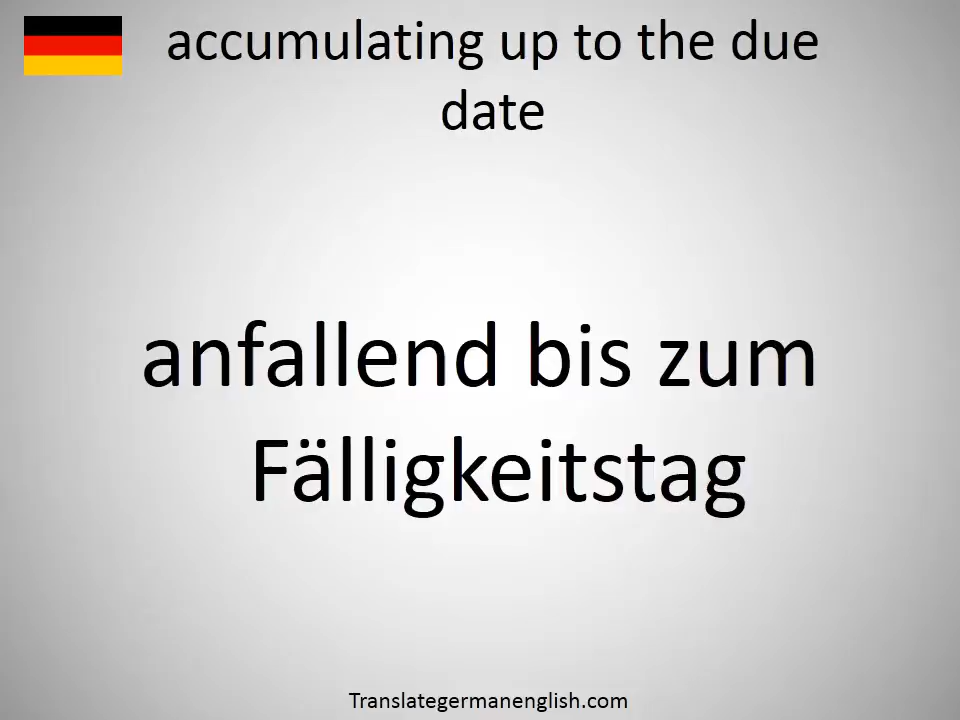 accumulating up to the due
date
anfallend bis zum
Fälligkeitstag
Translategermanenglish.com